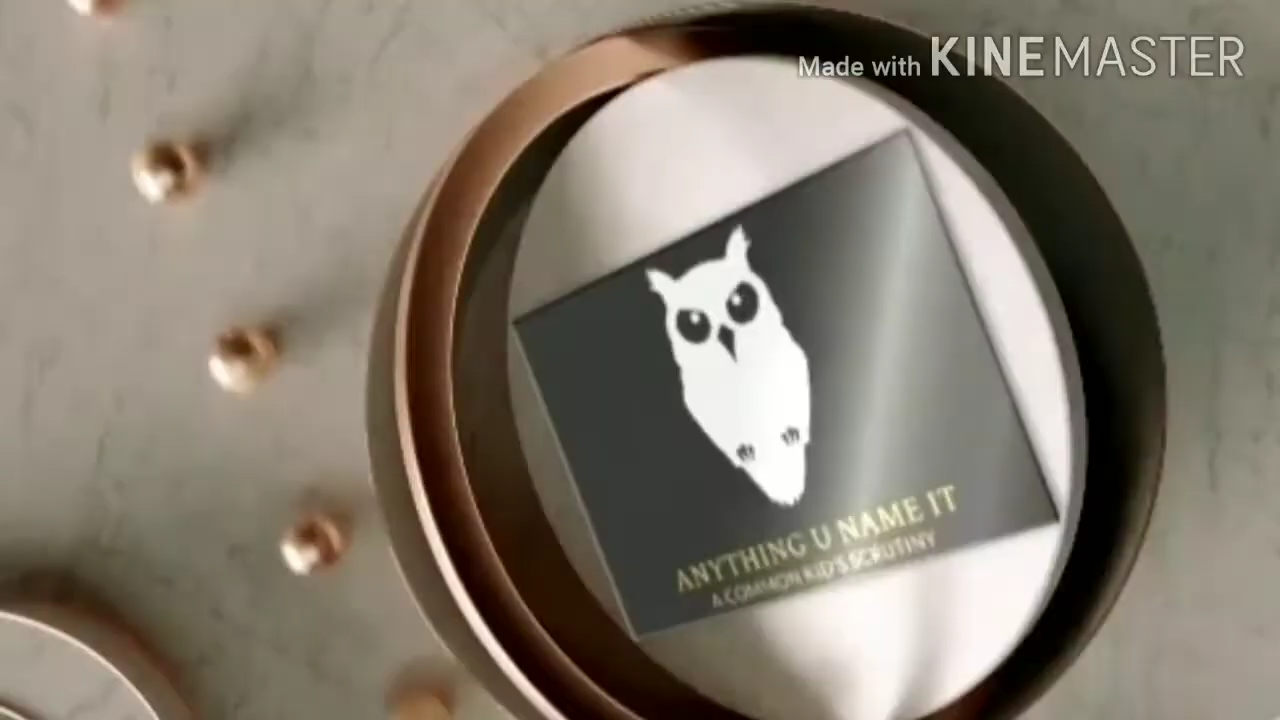 Made with KINEMASTER
ANYTHING U NAME IT
A COMMON KID'S SCRUTINY